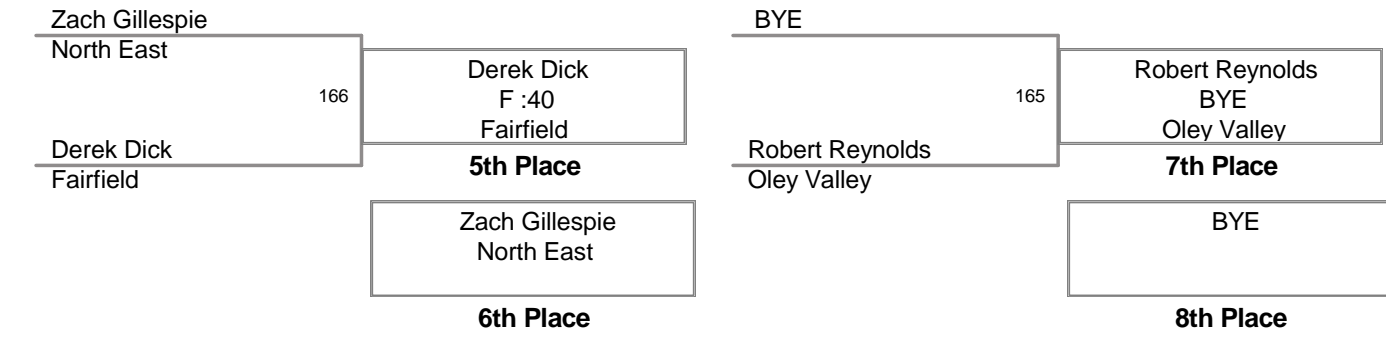 Zach Gillespie
North East
166
Derek Dick
F :40
Fairfield
Derek Dick
Fairfield
5th Place
Zach Gillespie
North East
6th Place
BYE
165
Robert Reynolds
BYE
Oley Valley
Robert Reynolds
Oley Valley
7th Place
BYE
8th Place